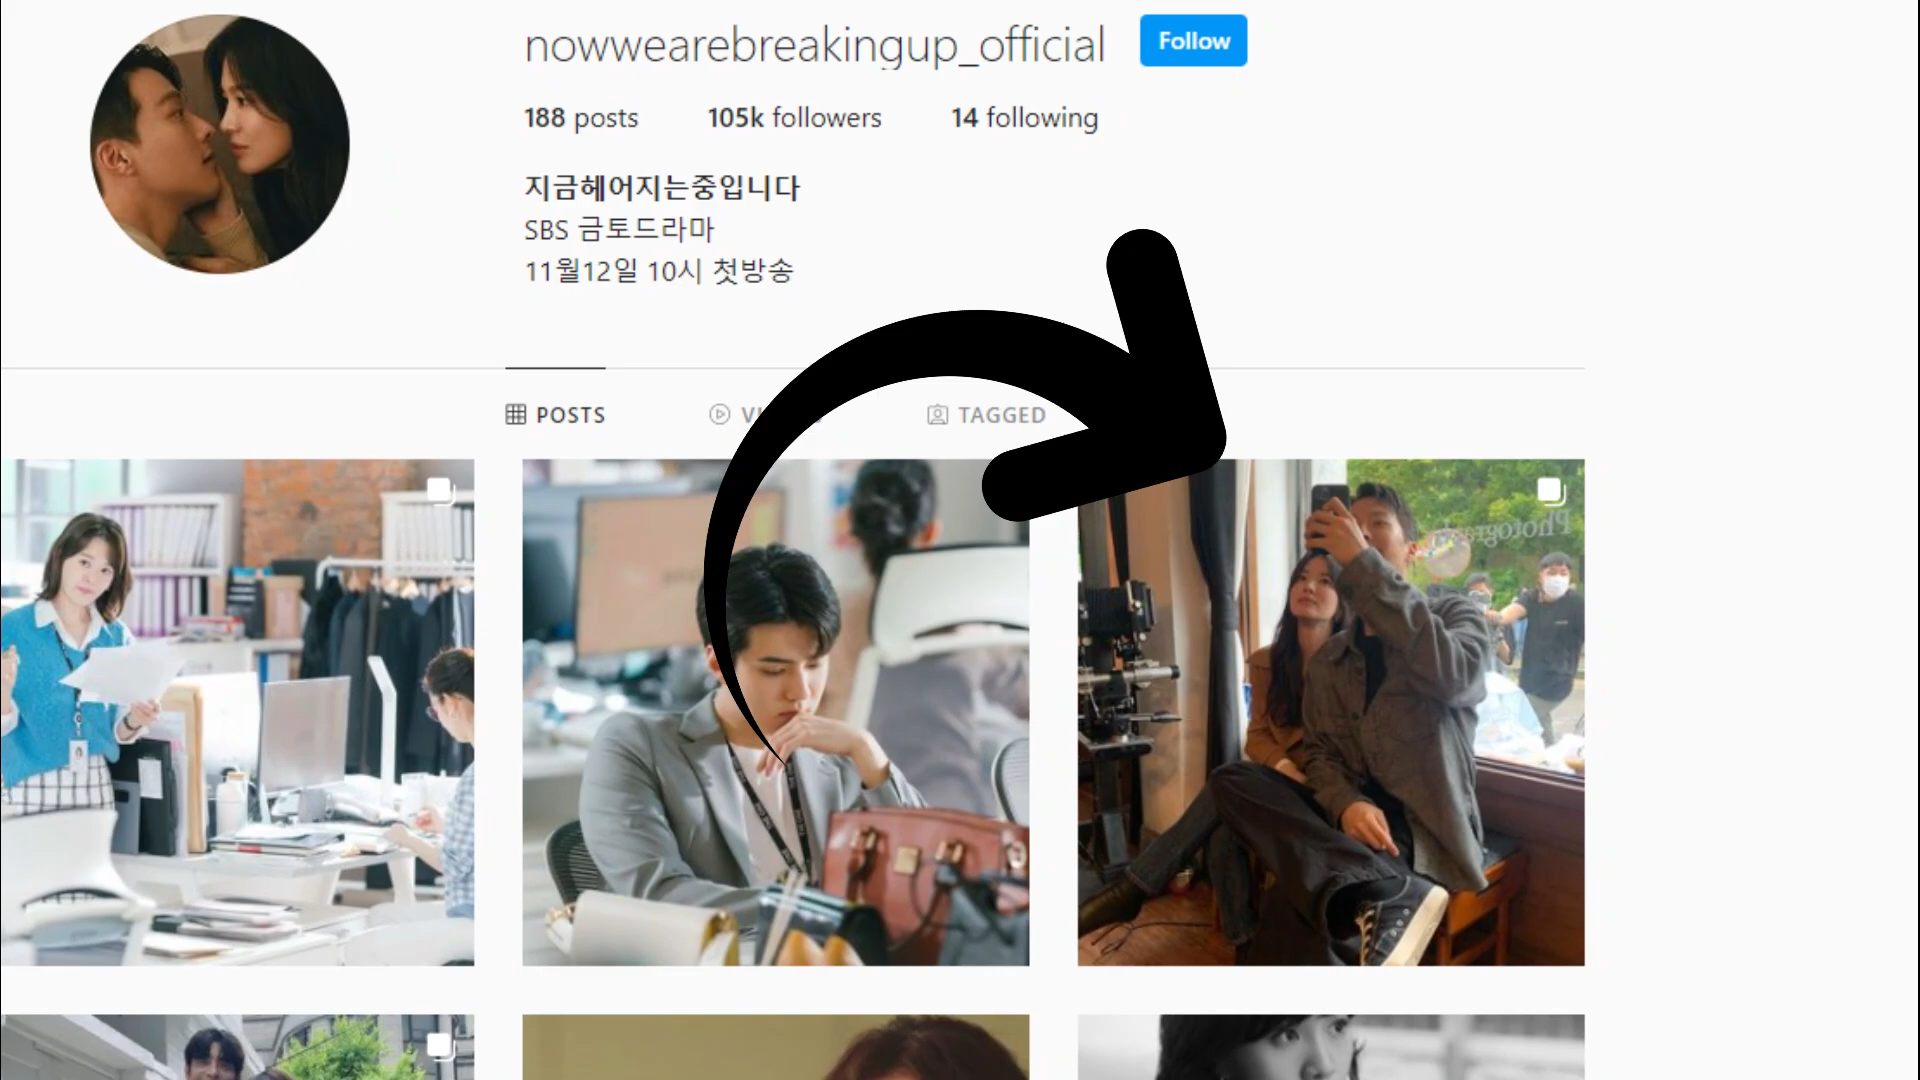 nowwearebreakingup_official Follow
188 posts 105k followers 14 following
지금헤어지는중입니다
SBS 금토드라마
11월12일 10시 첫방송
POSTS TAGGED
Photography